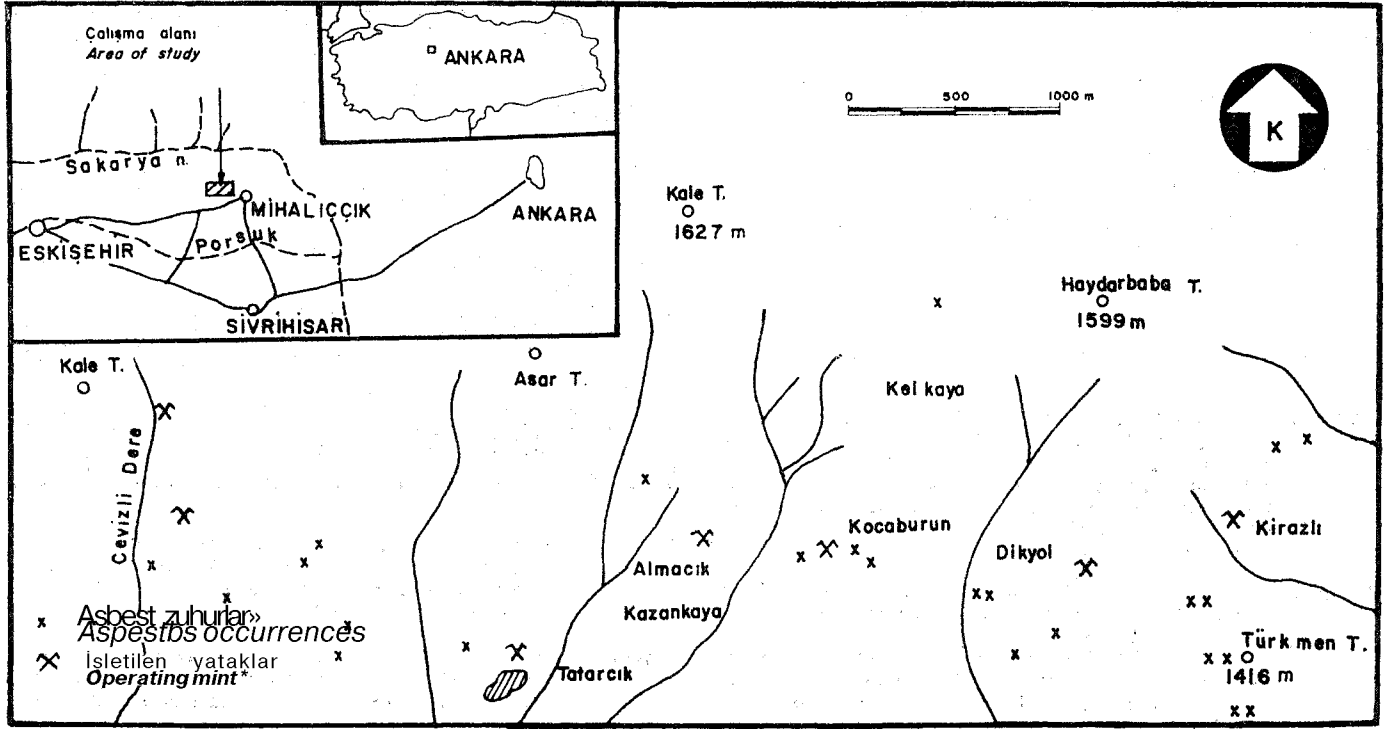 Çalışma alanı
Area of study
ANKARA
Sakarya n.
MİHALIÇÇIK
ANKARA
Porsuk
ESKİŞEHİR
SİVRİHİSAR
0 500 1000 m
K
Kale T.
1627 m
Haydarbaba T.
1599 m
Kale T.
Asar T.
Kel kaya
Cevizli Dere
Kocaburun
Dikyol
Kirazlı
Almacık
Kazankaya
Türkmen T.
1416 m
Tatarcık
x Asbest zuhurlar»
Aspestbs occurrences
İsletilen yataklar
Operating mint*